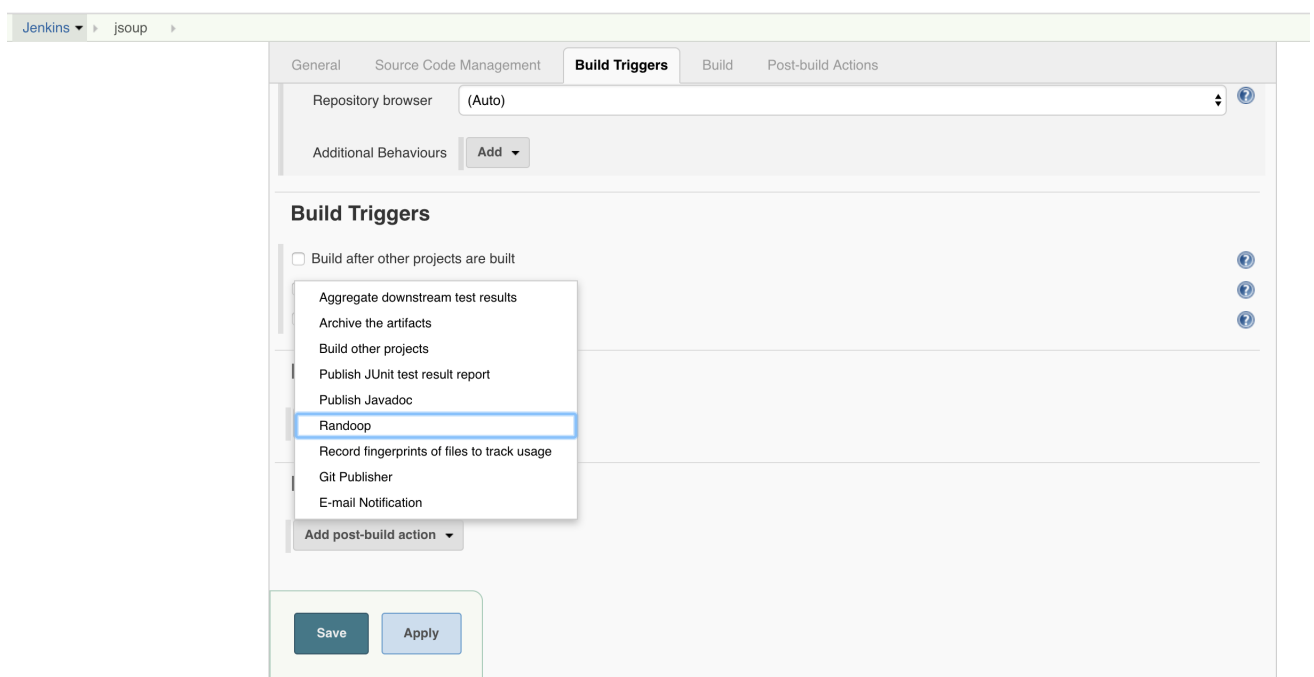 Jenkins jsoup
General Source Code Management Build Triggers Build Post-build Actions
Repository browser (Auto)
Additional Behaviours Add
Build Triggers
Build after other projects are built
Aggregate downstream test results
Archive the artifacts
Build other projects
Publish JUnit test result report
Publish Javadoc
Randoop
Record fingerprints of files to track usage
Git Publisher
E-mail Notification
Add post-build action
Save Apply